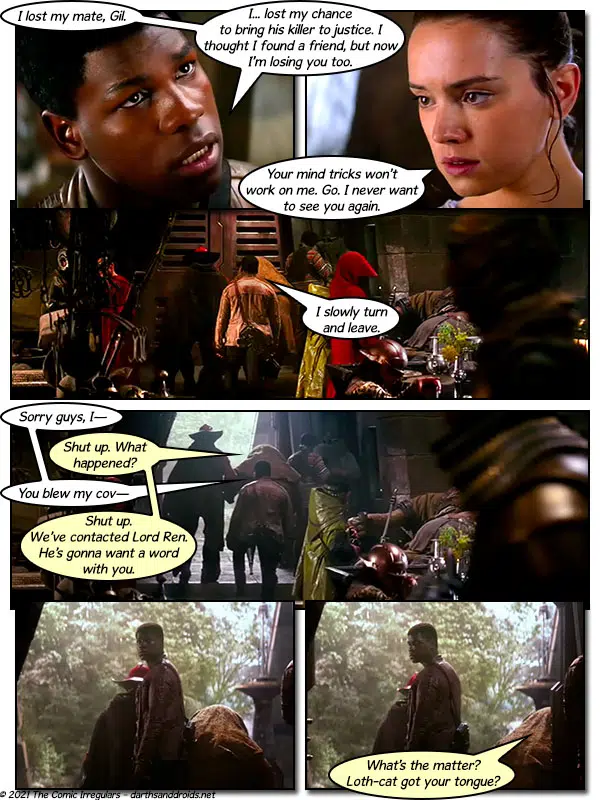 I lost my mate, Gil.
I... lost my chance
to bring his killer to justice. I
thought I found a friend, but now
I'm losing you too.
Your mind tricks won't
work on me. Go. I never want
to see you again.
I slowly turn
and leave.
Sorry guys, I—
Shut up. What
happened?
You blew my cov—
Shut up.
We've contacted Lord Ren.
He's gonna want a word
with you.
What's the matter?
Loth-cat got your tongue?
© 2021 The Comic Irregulars – darthsanddroids.net